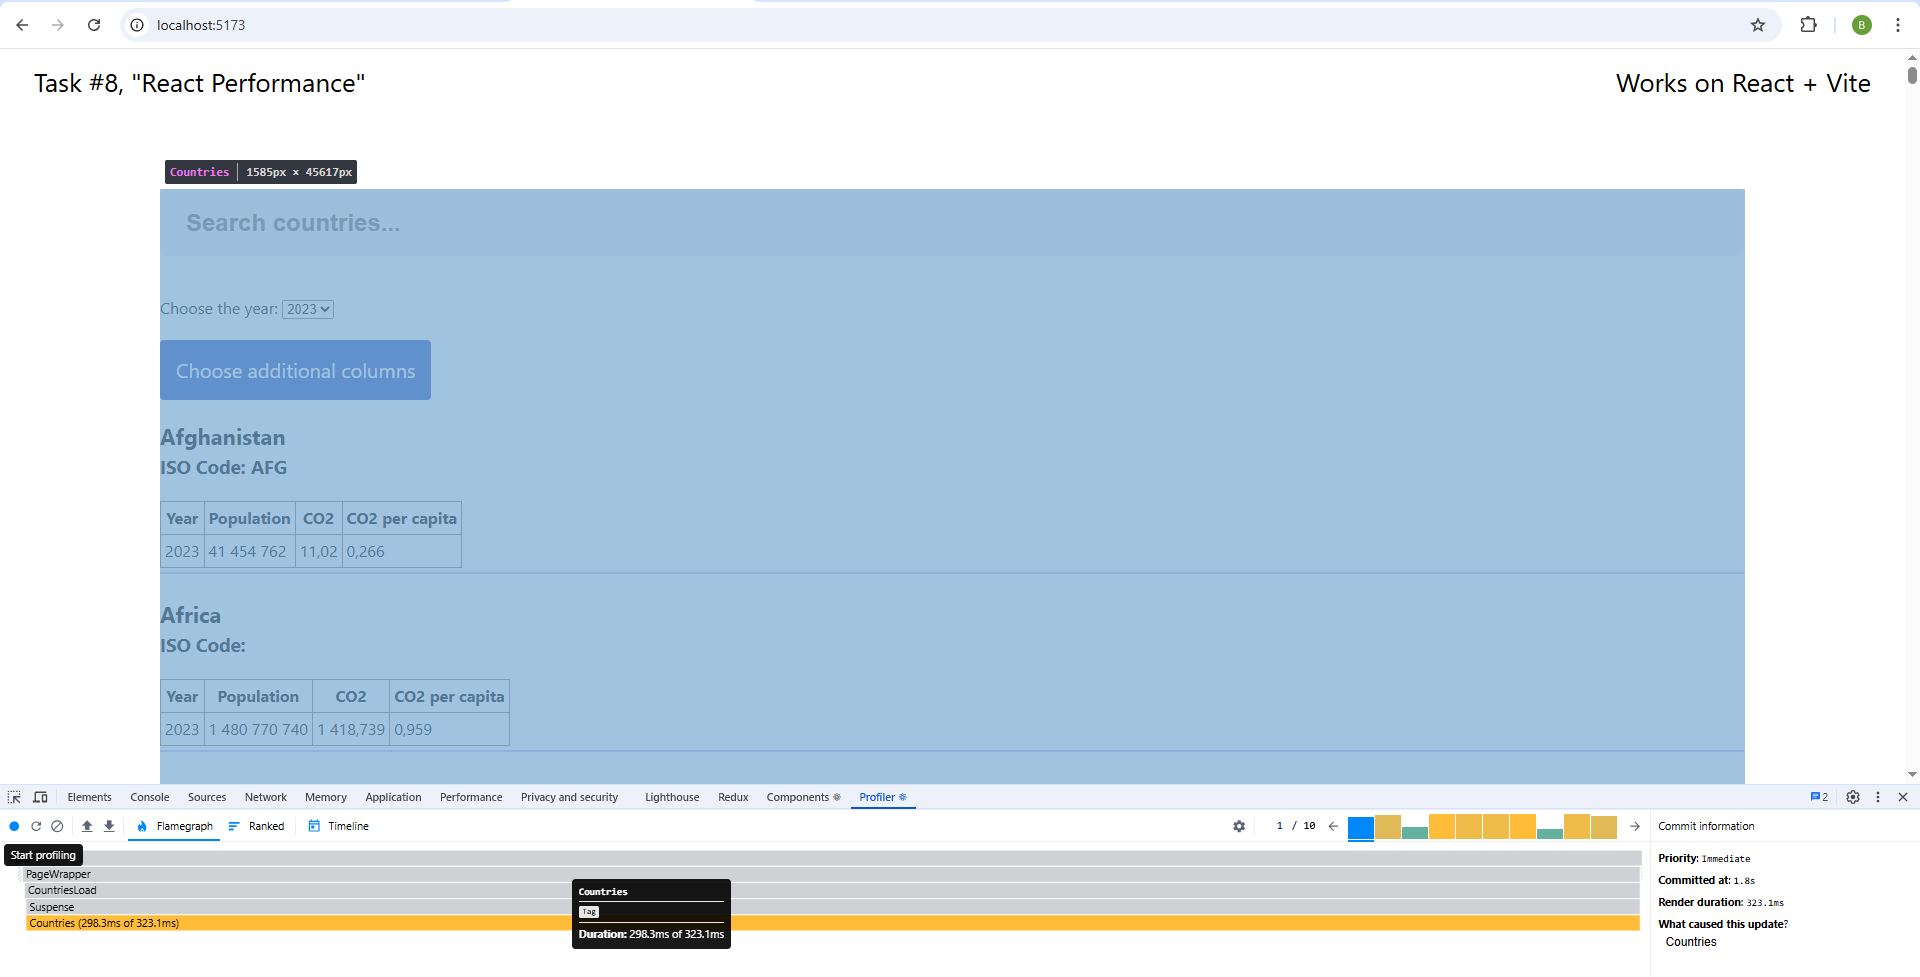 localhost:5173
B
Task #8, "React Performance"
Works on React + Vite
Countries 1585px × 45617px
Search countries...
Choose the year: 2023
Choose additional columns
Afghanistan
ISO Code: AFG
Year Population CO2 CO2 per capita
2023 41 454 762 11,02 0,266
Africa
ISO Code:
Year Population CO2 CO2 per capita
2023 1 480 770 740 1 418,739 0,959
Elements Console Sources Network Memory Application Performance Privacy and security Lighthouse Redux Components Profiler 2
Flamegraph Ranked Timeline 1 / 10 Commit information
Start profiling
PageWrapper
CountriesLoad
Suspense
Countries (298.3ms of 323.1ms)
Countries
Tag
Duration: 298.3ms of 323.1ms
Priority: Immediate
Committed at: 1.8s
Render duration: 323.1ms
What caused this update?
Countries